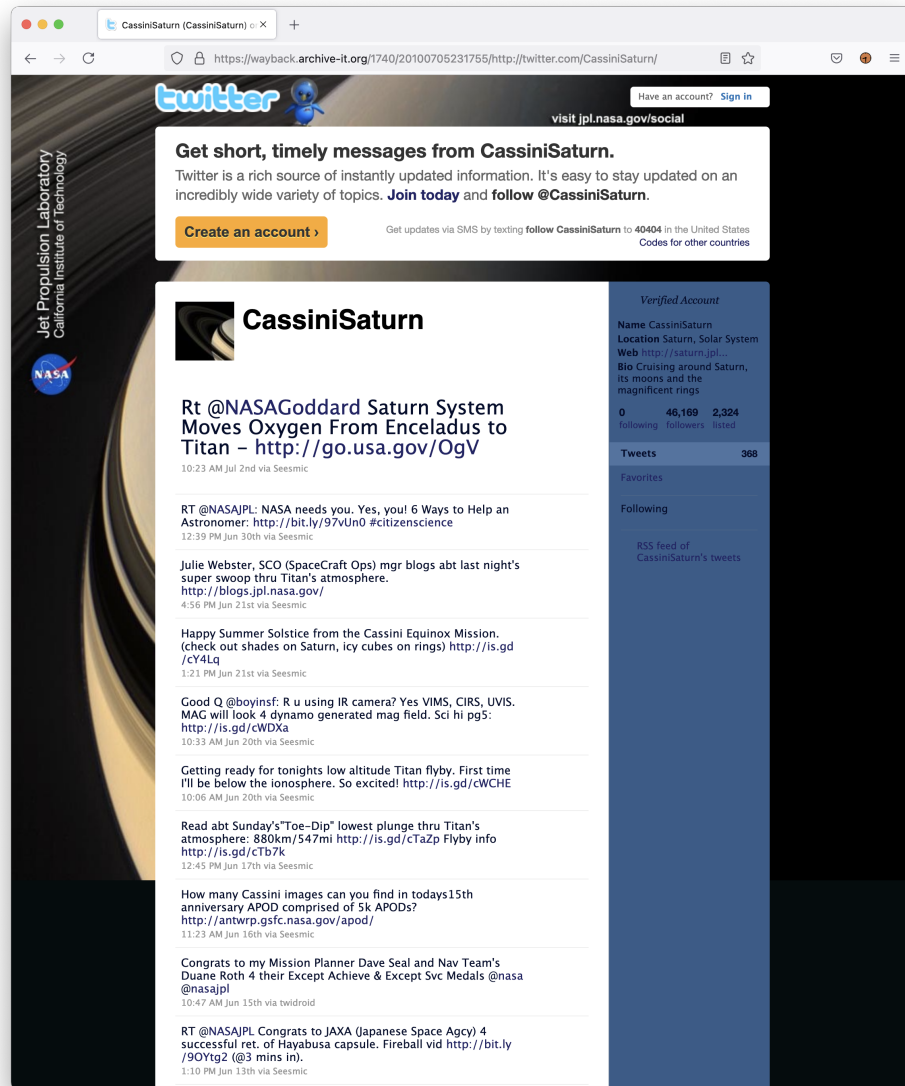 CassiniSaturn (CassiniSaturn) o
https://wayback.archive-it.org/1740/20100705231755/http://twitter.com/CassiniSaturn/
twitter
Have an account? Sign in
visit jpl.nasa.gov/social
Jet Propulsion Laboratory
California Institute of Technology
NASA
Get short, timely messages from CassiniSaturn.
Twitter is a rich source of instantly updated information. It's easy to stay updated on an
incredibly wide variety of topics. Join today and follow @CassiniSaturn.
Create an account ›
Get updates via SMS by texting follow CassiniSaturn to 40404 in the United States
Codes for other countries
CassiniSaturn
Rt @NASAGoddard Saturn System
Moves Oxygen From Enceladus to
Titan – http://go.usa.gov/OgV
10:23 AM Jul 2nd via Seesmic
RT @NASAJPL: NASA needs you. Yes, you! 6 Ways to Help an
Astronomer: http://bit.ly/97vUn0 #citizenscience
12:39 PM Jun 30th via Seesmic
Julie Webster, SCO (SpaceCraft Ops) mgr blogs abt last night's
super swoop thru Titan's atmosphere.
http://blogs.jpl.nasa.gov/
4:56 PM Jun 21st via Seesmic
Happy Summer Solstice from the Cassini Equinox Mission.
(check out shades on Saturn, icy cubes on rings) http://is.gd
/cY4Lq
1:21 PM Jun 21st via Seesmic
Good Q @boyinsf: R u using IR camera? Yes VIMS, CIRS, UVIS.
MAG will look 4 dynamo generated mag field. Sci hi pg5:
http://is.gd/cWDXa
10:33 AM Jun 20th via Seesmic
Getting ready for tonights low altitude Titan flyby. First time
I'll be below the ionosphere. So excited! http://is.gd/cWCHE
10:06 AM Jun 20th via Seesmic
Read abt Sunday's"Toe-Dip" lowest plunge thru Titan's
atmosphere: 880km/547mi http://is.gd/cTaZp Flyby info
http://is.gd/cTb7k
12:45 PM Jun 17th via Seesmic
How many Cassini images can you find in todays15th
anniversary APOD comprised of 5k APODs?
http://antwrp.gsfc.nasa.gov/apod/
11:23 AM Jun 16th via Seesmic
Congrats to my Mission Planner Dave Seal and Nav Team's
Duane Roth 4 their Except Achieve & Except Svc Medals @nasa
@nasajpl
10:47 AM Jun 15th via twidroid
RT @NASAJPL Congrats to JAXA (Japanese Space Agcy) 4
successful ret. of Hayabusa capsule. Fireball vid http://bit.ly
/9OYtg2 (@3 mins in).
1:10 PM Jun 13th via Seesmic
Verified Account
Name CassiniSaturn
Location Saturn, Solar System
Web http://saturn.jpl...
Bio Cruising around Saturn,
its moons and the
magnificent rings
0 46,169 2,324
following followers listed
Tweets 368
Favorites
Following
RSS feed of
CassiniSaturn's tweets